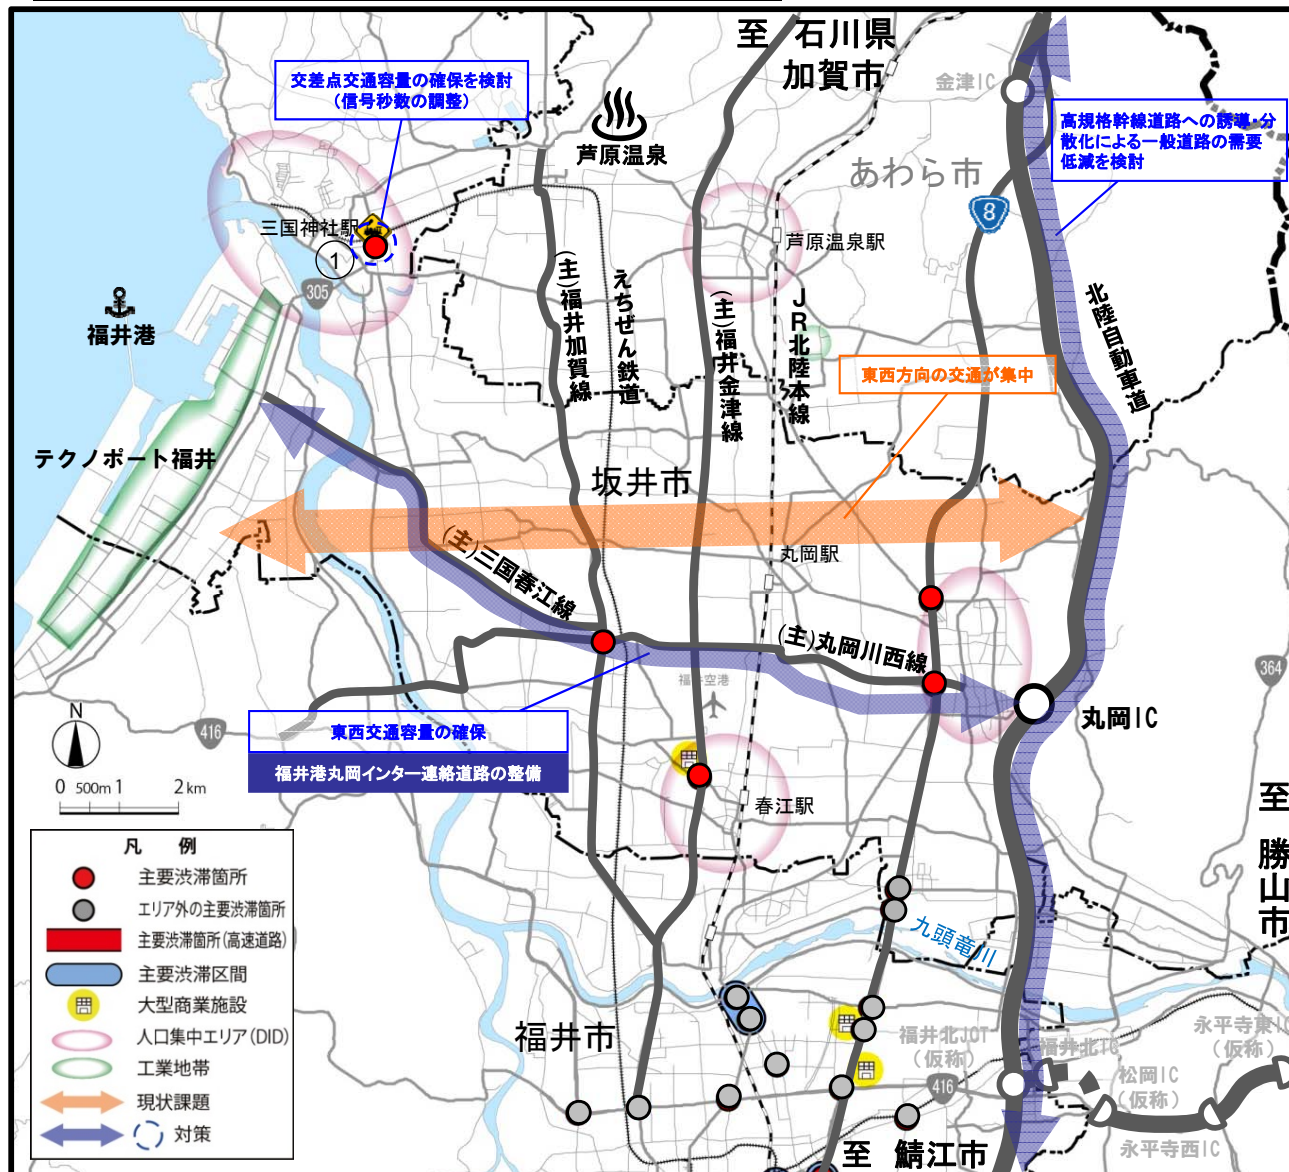 至 石川県
加賀市
金津IC
交差点交通容量の確保を検討
(信号秒数の調整)
高規格幹線道路への誘導・分
散化による一般道路の需要
低減を検討
芦原温泉
あわら市
8
三国神社駅
1
305
芦原温泉駅
福井港
(主)福井加賀線
えちぜん鉄道
(主)福井金津線
JR北陸本線
北陸自動車道
東西方向の交通が集中
テクノポート福井
坂井市
丸岡駅
(主)三国春江線
(主)丸岡川西線
364
福井空港
416
丸岡IC
東西交通容量の確保
福井港丸岡インター連絡道路の整備
N
0 500m 1 2km
春江駅
至 勝山市
凡 例
主要渋滞箇所
エリア外の主要渋滞箇所
主要渋滞箇所(高速道路)
主要渋滞区間
大型商業施設
人口集中エリア(DID)
工業地帯
現状課題
対策
九頭竜川
福井市
福井北JCT
(仮称)
福井北IC
永平寺東IC
(仮称)
416
松岡IC
(仮称)
永平寺西IC
至 鯖江市